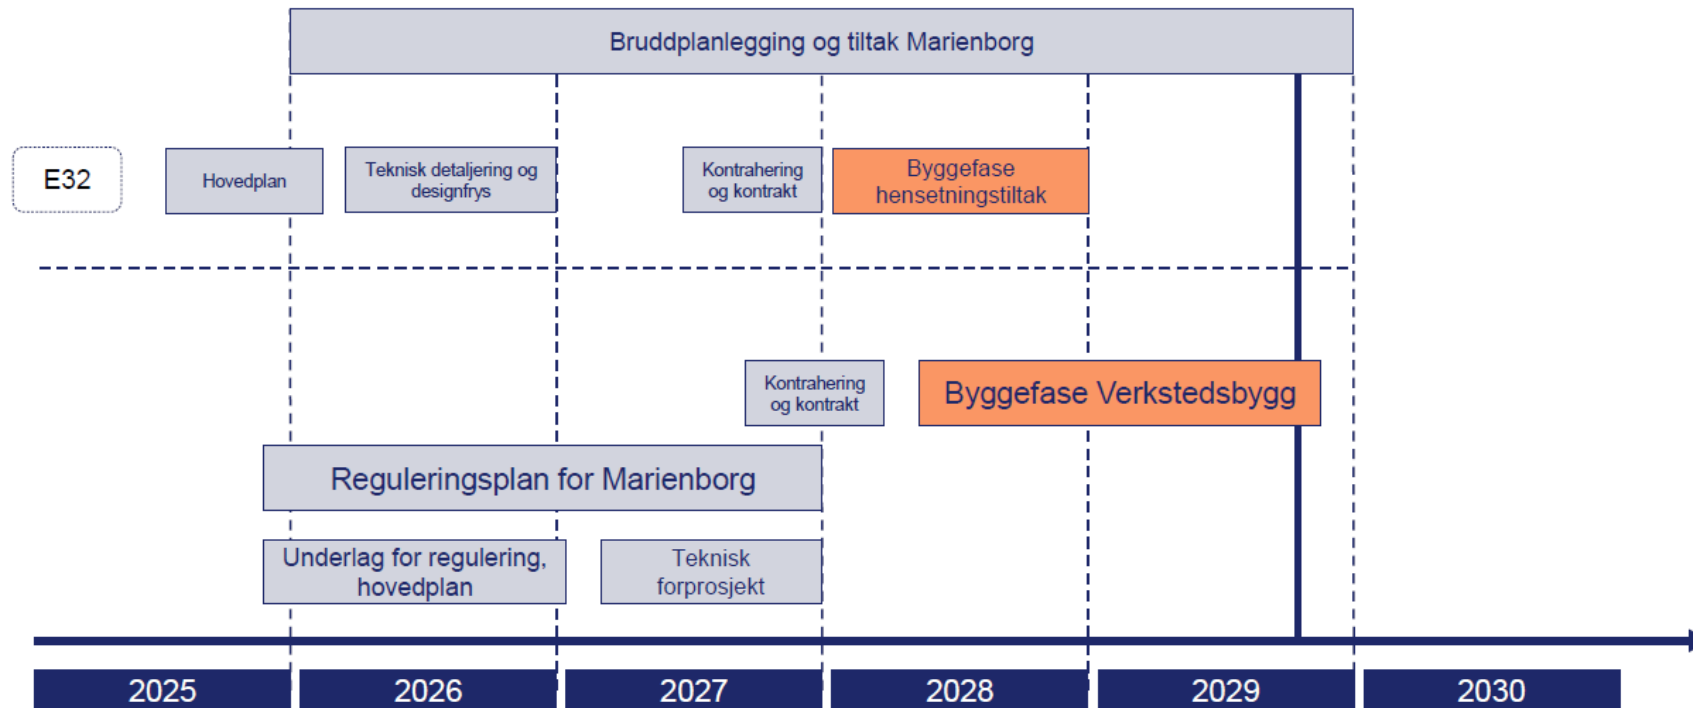 Bruddplanlegging og tiltak Marienborg
E32
Hovedplan
Teknisk detaljering og
designfrys
Kontrahering
og kontrakt
Byggefase
hensetningstiltak
Kontrahering
og kontrakt
Byggefase Verkstedsbygg
Reguleringsplan for Marienborg
Underlag for regulering,
hovedplan
Teknisk
forprosjekt
2025
2026
2027
2028
2029
2030